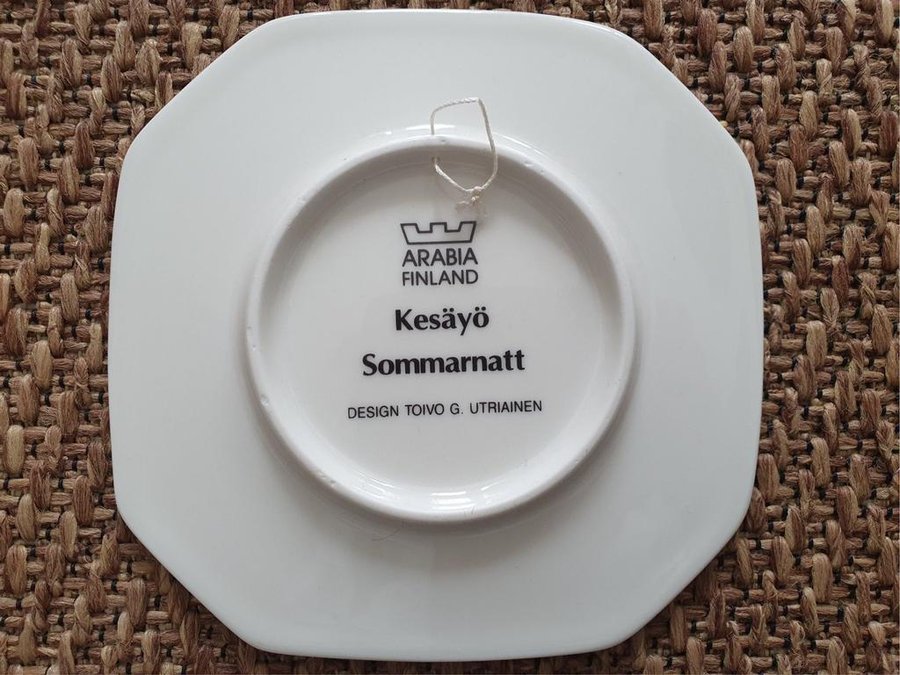 ARABIA
FINLAND
Kesäyö
Sommarnatt
DESIGN TOIVO G. UTRIAINEN